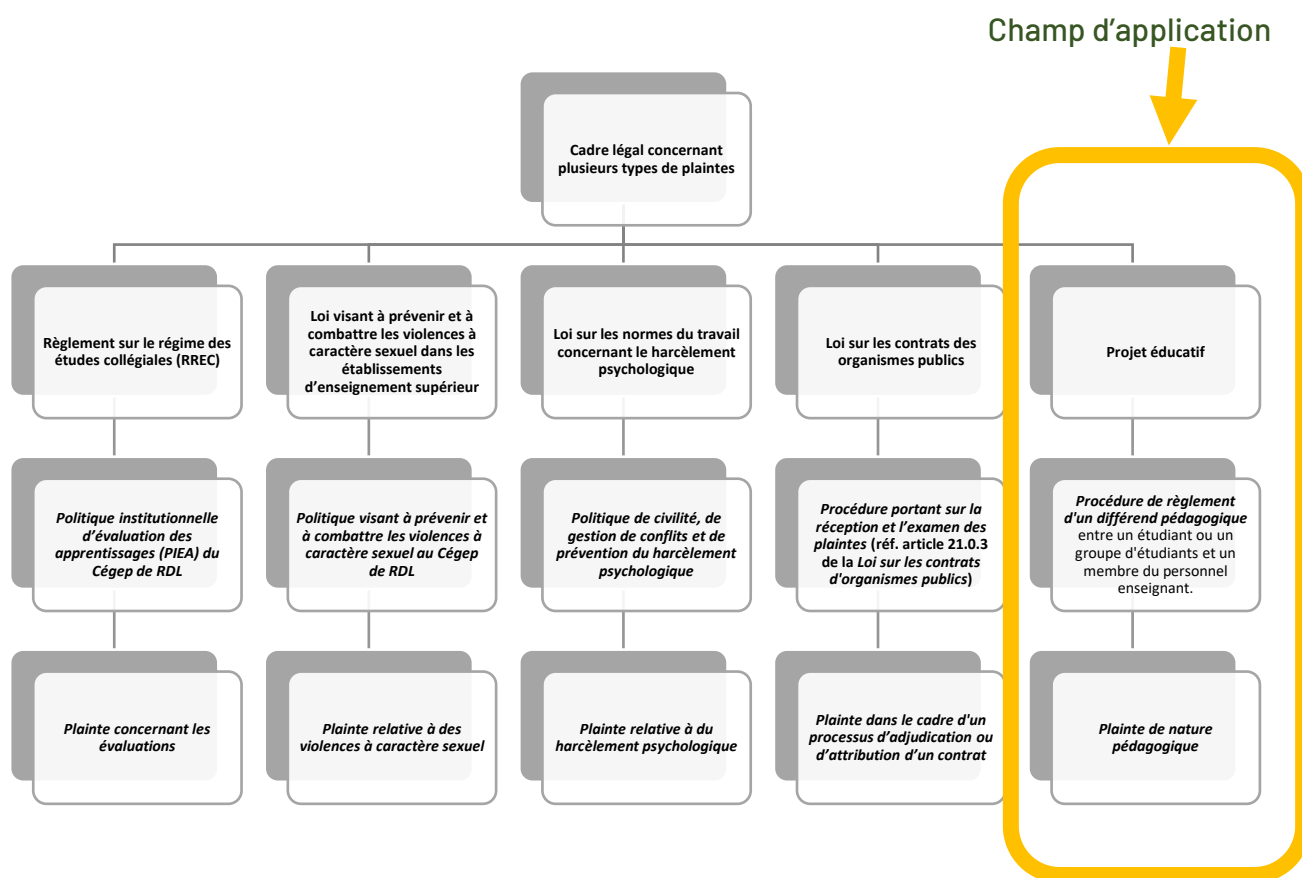 Champ d’application
Cadre légal concernant
plusieurs types de plaintes
Règlement sur le régime des
études collégiales (RREC)
Loi visant à prévenir et à
combattre les violences à
caractère sexuel dans les
établissements
d’enseignement supérieur
Loi sur les normes du travail
concernant le harcèlement
psychologique
Loi sur les contrats des
organismes publics
Projet éducatif
Politique institutionnelle
d’évaluation des
apprentissages (PIEA) du
Cégep de RDL
Politique visant à prévenir et
à combattre les violences à
caractère sexuel au Cégep
de RDL
Politique de civilité, de
gestion de conflits et de
prévention du harcèlement
psychologique
Procédure portant sur la
réception et l’examen des
plaintes (réf. article 21.0.3
de la Loi sur les contrats
d'organismes publics)
Procédure de règlement
d'un différend pédagogique
entre un étudiant ou un
groupe d'étudiants et un
membre du personnel
enseignant.
Plainte concernant les
évaluations
Plainte relative à des
violences à caractère sexuel
Plainte relative à du
harcèlement psychologique
Plainte dans le cadre d'un
processus d’adjudication ou
d’attribution d’un contrat
Plainte de nature
pédagogique